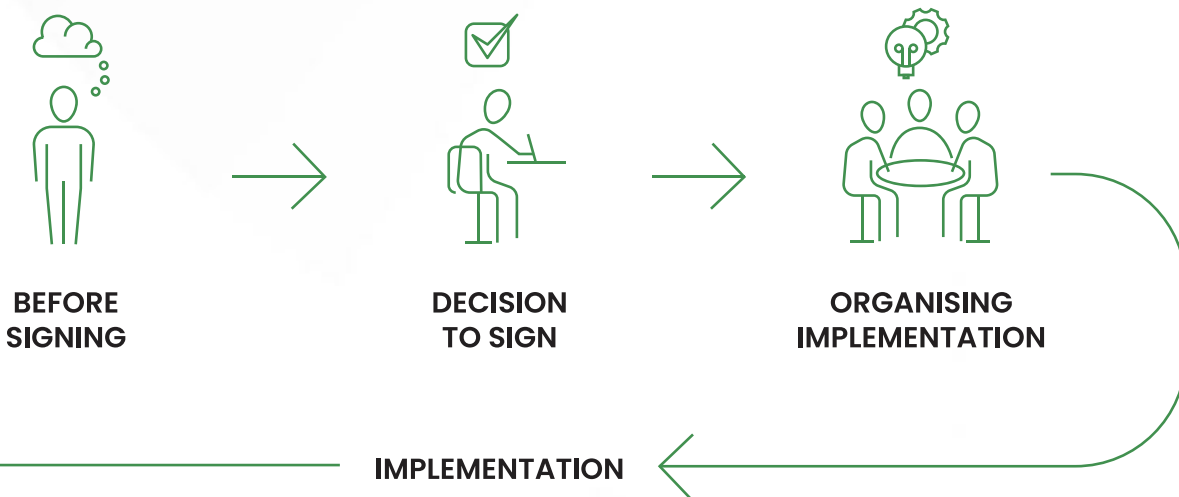 BEFORE
SIGNING
DECISION
TO SIGN
ORGANISING
IMPLEMENTATION
IMPLEMENTATION